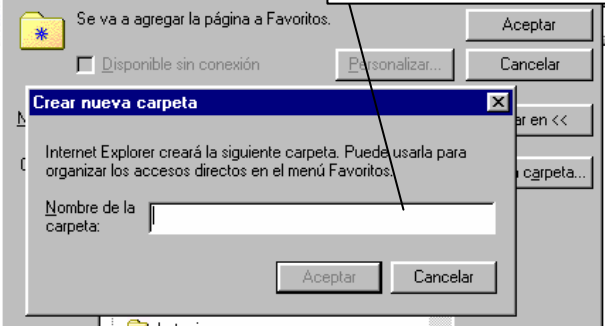 Se va a agregar la página a Favoritos.
Aceptar
Disponible sin conexión
Personalizar...
Cancelar
Crear nueva carpeta
ar en <<
Internet Explorer creará la siguiente carpeta. Puede usarla para
organizar los accesos directos en el menú Favoritos.
carpeta...
Nombre de la
carpeta:
Aceptar
Cancelar